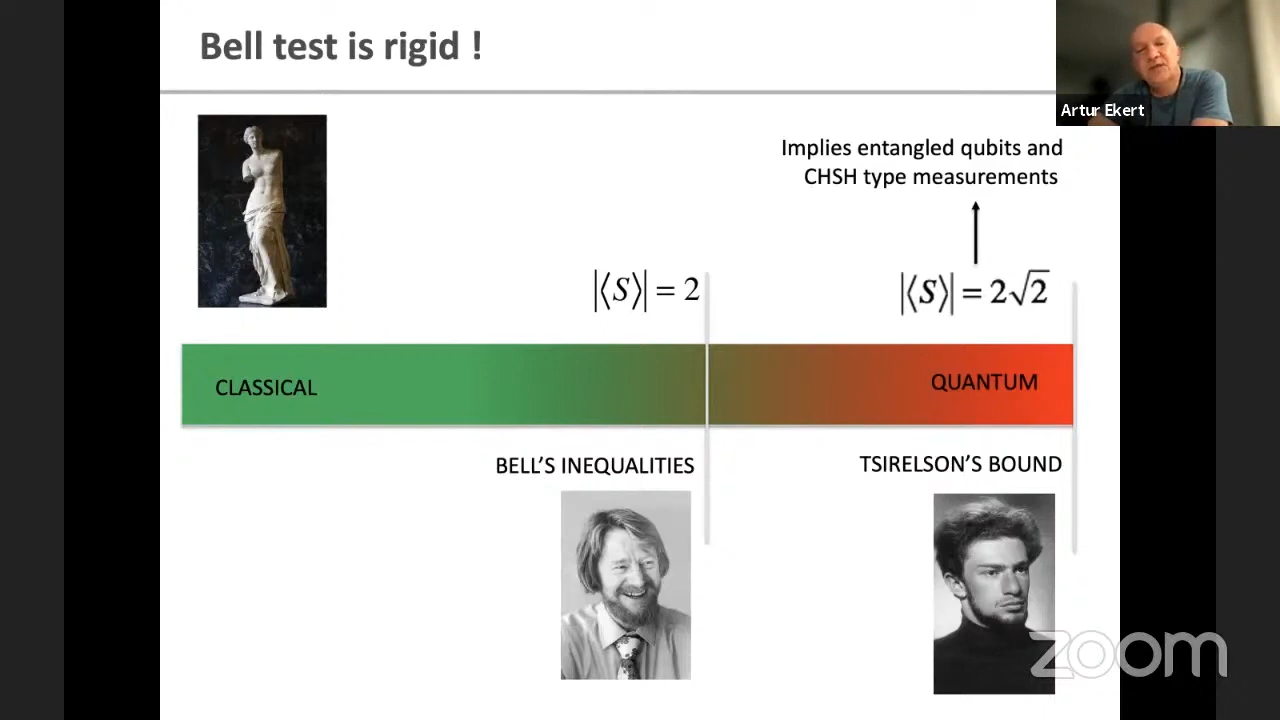 Bell test is rigid !
Artur Ekert
Implies entangled qubits and
CHSH type measurements
|⟨S⟩| = 2
|⟨S⟩| = 2√2
CLASSICAL
QUANTUM
BELL'S INEQUALITIES
TSIRELSON'S BOUND
zoom